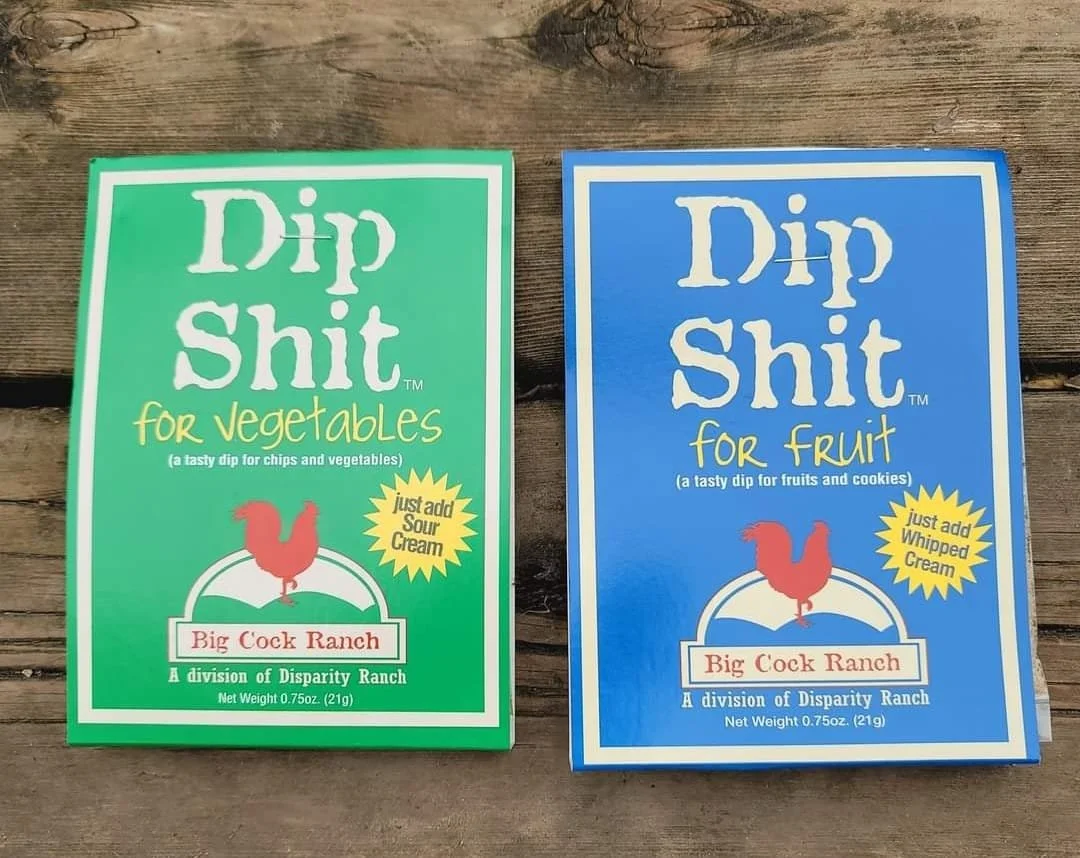 Dip
Shit™
for vegetables
(a tasty dip for chips and vegetables)
just add
Sour
Cream
Big Cock Ranch
A division of Disparity Ranch
Net Weight 0.75oz. (21g)
Dip
Shit™
for fruit
(a tasty dip for fruits and cookies)
just add
Whipped
Cream
Big Cock Ranch
A division of Disparity Ranch
Net Weight 0.75oz. (21g)